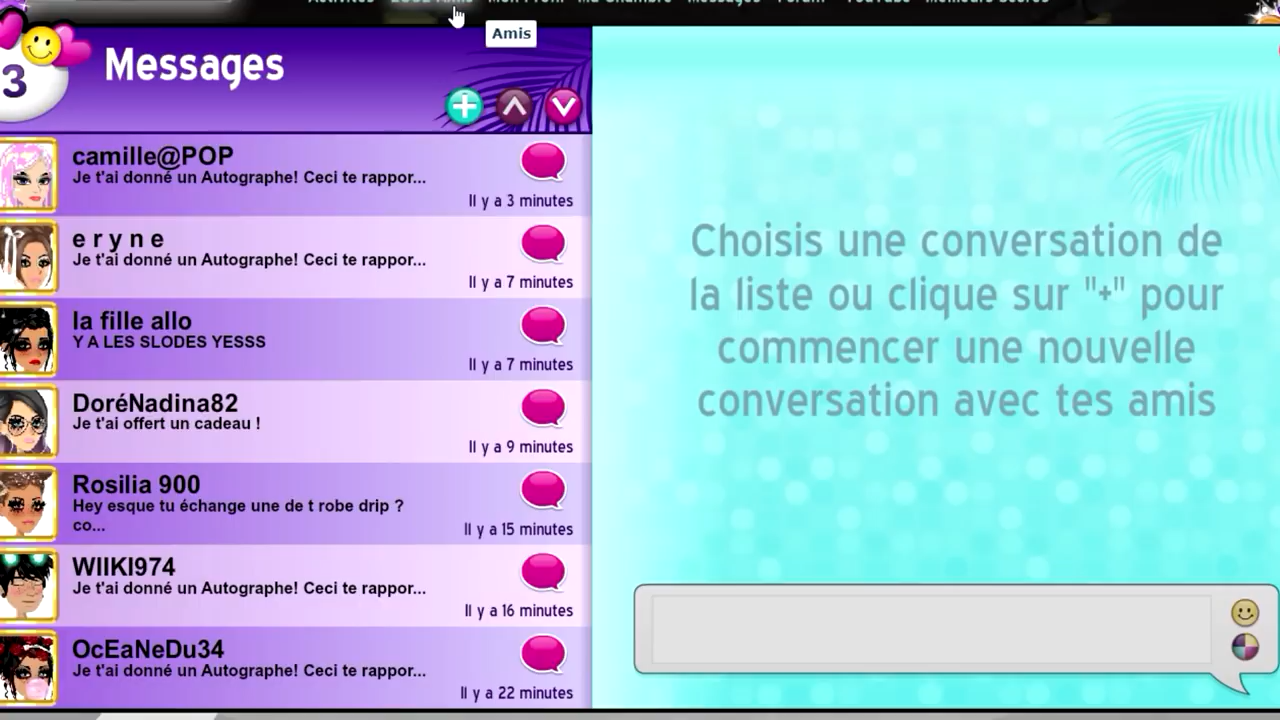 Amis
3
Messages
camille@POP
Je t'ai donné un Autographe! Ceci te rappor...
Il y a 3 minutes
e r y n e
Je t'ai donné un Autographe! Ceci te rappor...
Il y a 7 minutes
la fille allo
Y A LES SLODES YESSS
Il y a 7 minutes
DoréNadina82
Je t'ai offert un cadeau !
Il y a 9 minutes
Rosilia 900
Hey esque tu échange une de t robe drip ?
co...
Il y a 15 minutes
WIIKI974
Je t'ai donné un Autographe! Ceci te rappor...
Il y a 16 minutes
OcEaNeDu34
Je t'ai donné un Autographe! Ceci te rappor...
Il y a 22 minutes
Choisis une conversation de
la liste ou clique sur "+" pour
commencer une nouvelle
conversation avec tes amis